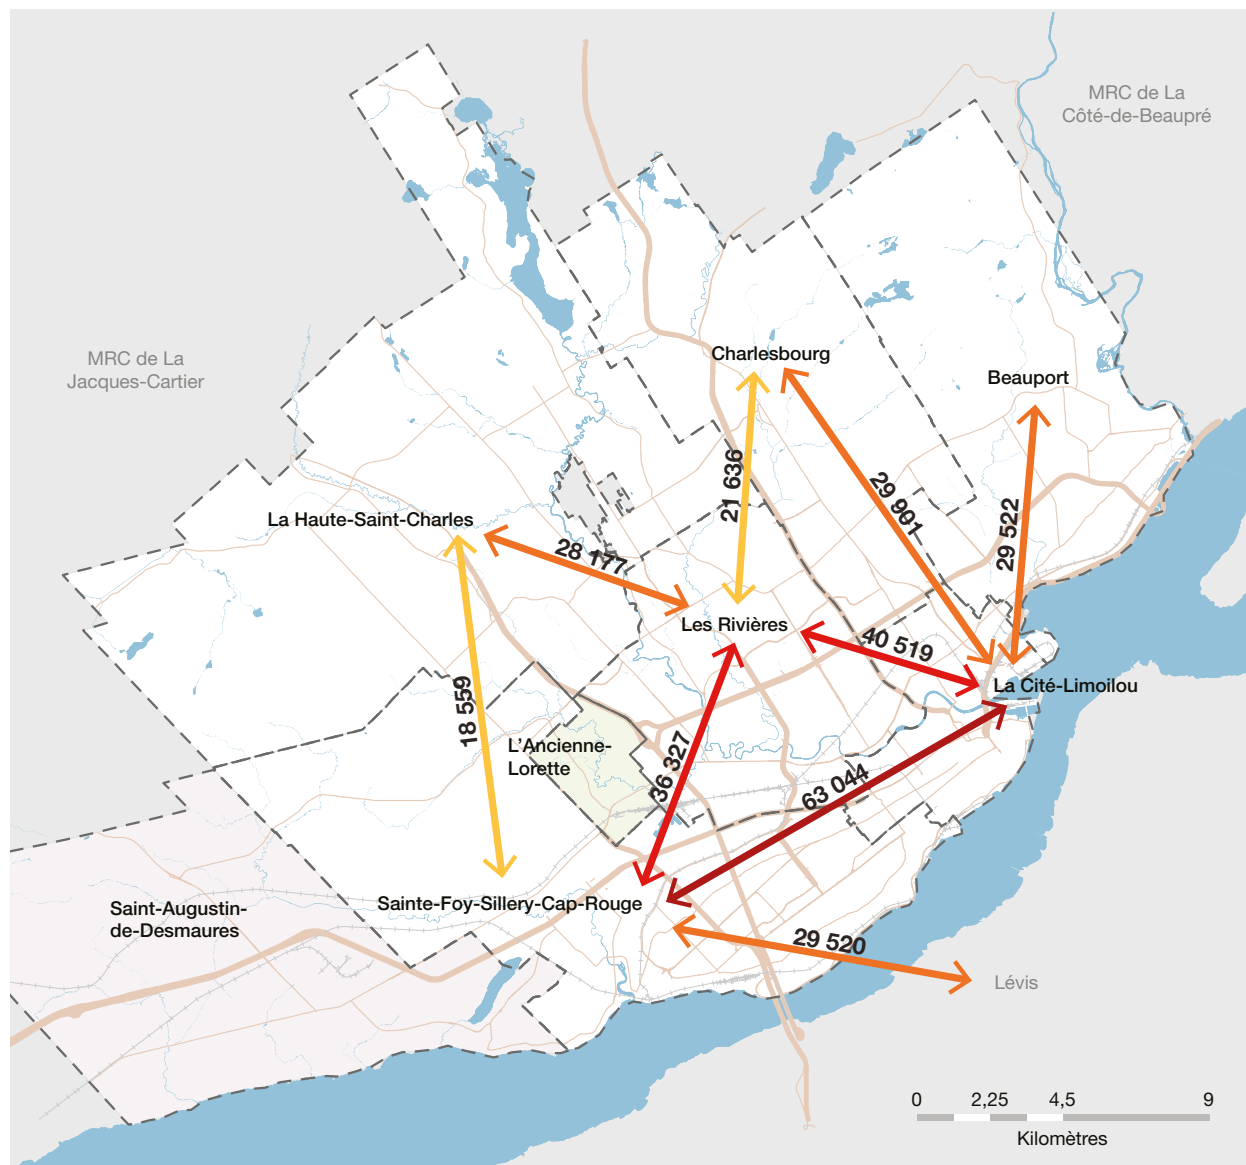 MRC de La
Côté-de-Beaupré
MRC de La
Jacques-Cartier
Charlesbourg
Beauport
21 636
29 901
29 522
La Haute-Saint-Charles
28 177
Les Rivières
40 519
La Cité-Limoilou
18 559
L'Ancienne-
Lorette
36 327
63 044
Sainte-Foy-Sillery-Cap-Rouge
Saint-Augustin-
de-Desmaures
29 520
Lévis
0 2,25 4,5 9
Kilomètres